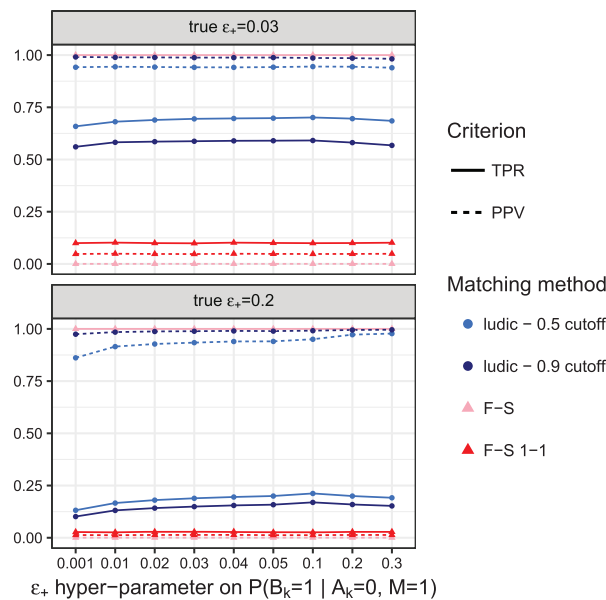 true ε₊=0.03
1.00
0.75
0.50
0.25
0.00
true ε₊=0.2
1.00
0.75
0.50
0.25
0.00
0.001 0.01 0.02 0.03 0.04 0.05 0.1 0.2 0.3
ε₊ hyper−parameter on P(Bₖ=1 | Aₖ=0, M=1)
Criterion
TPR
PPV
Matching method
ludic − 0.5 cutoff
ludic − 0.9 cutoff
F−S
F−S 1−1